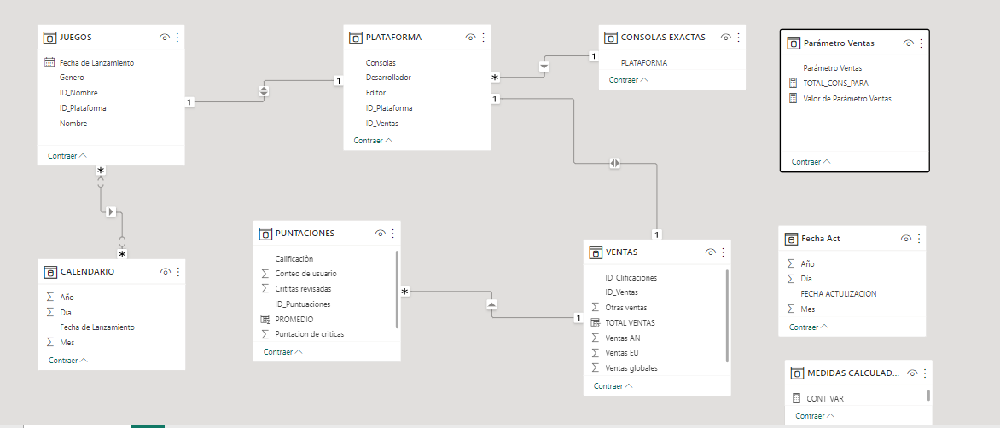 JUEGOS
Fecha de Lanzamiento
Genero
ID_Nombre
ID_Plataforma
Nombre
Contraer
PLATAFORMA
Consolas
Desarrollador
Editor
ID_Plataforma
ID_Ventas
Contraer
CONSOLAS EXACTAS
PLATAFORMA
Contraer
Parámetro Ventas
Parámetro Ventas
TOTAL_CONS_PARA
Valor de Parámetro Ventas
Contraer
1
1
*
1
1
*
*
1
*
1
CALENDARIO
Año
Día
Fecha de Lanzamiento
Mes
Contraer
PUNTACIONES
Calificaciòn
Conteo de usuario
Crititas revisadas
ID_Puntuaciones
PROMEDIO
Puntacion de criticas
Contraer
VENTAS
ID_Clificaciones
ID_Ventas
Otras ventas
TOTAL VENTAS
Ventas AN
Ventas EU
Ventas globales
Contraer
Fecha Act
Año
Día
FECHA ACTULIZACION
Mes
Contraer
MEDIDAS CALCULAD...
CONT_VAR
Contraer